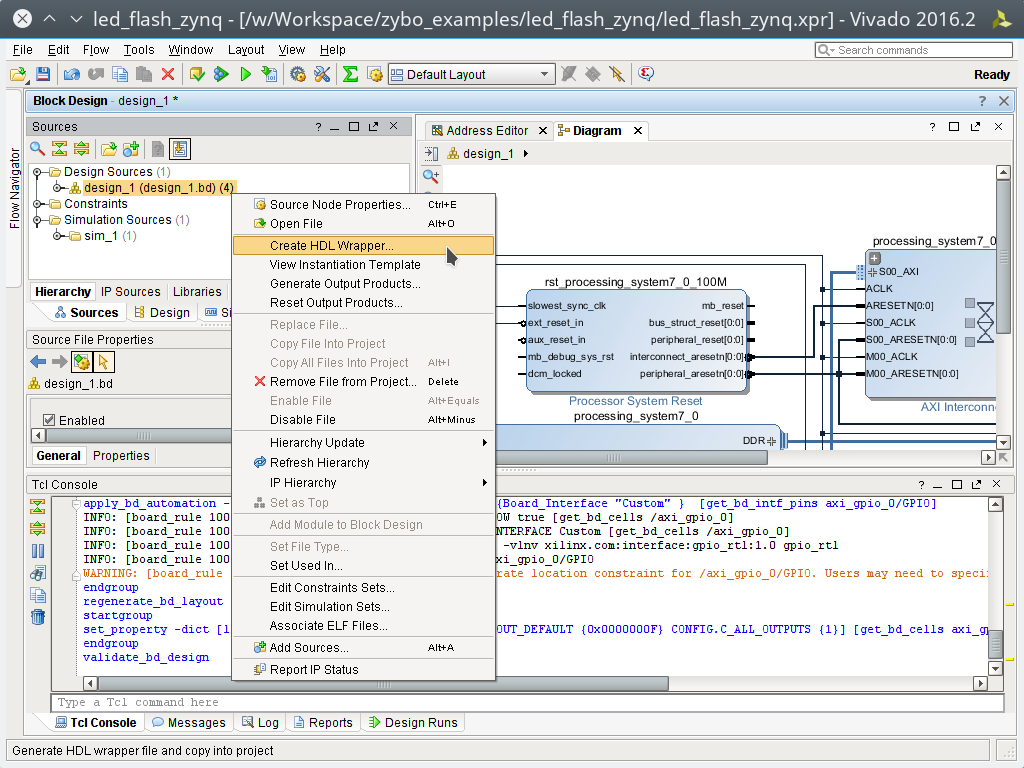 led_flash_zynq - [/w/Workspace/zybo_examples/led_flash_zynq/led_flash_zynq.xpr] - Vivado 2016.2
File Edit Flow Tools Window Layout View Help
Search commands
Default Layout
Ready
Block Design - design_1 *
Flow Navigator
Sources
Design Sources (1)
design_1 (design_1.bd) (4)
Constraints
Simulation Sources (1)
sim_1 (1)
Hierarchy IP Sources Libraries
Sources Design Si
Source File Properties
design_1.bd
Enabled
General Properties
Source Node Properties... Ctrl+E
Open File Alt+O
Create HDL Wrapper...
View Instantiation Template
Generate Output Products...
Reset Output Products...
Replace File...
Copy File Into Project
Copy All Files Into Project Alt+I
Remove File from Project... Delete
Enable File Alt+Equals
Disable File Alt+Minus
Hierarchy Update
Refresh Hierarchy
IP Hierarchy
Set as Top
Add Module to Block Design
Set File Type...
Set Used In...
Edit Constraints Sets...
Edit Simulation Sets...
Associate ELF Files...
Add Sources... Alt+A
Report IP Status
Address Editor Diagram
design_1
rst_processing_system7_0_100M
slowest_sync_clk mb_reset
ext_reset_in bus_struct_reset[0:0]
aux_reset_in peripheral_reset[0:0]
mb_debug_sys_rst interconnect_aresetn[0:0]
dcm_locked peripheral_aresetn[0:0]
Processor System Reset
processing_system7_0
DDR
processing_system7_0
S00_AXI
ACLK
ARESETN[0:0]
S00_ACLK
S00_ARESETN[0:0]
M00_ACLK
M00_ARESETN[0:0]
AXI Interconn
Tcl Console
apply_bd_automation - {Board_Interface "Custom" } [get_bd_intf_pins axi_gpio_0/GPIO]
INFO: [board_rule 100 OW true [get_bd_cells /axi_gpio_0]
INFO: [board_rule 100 NTERFACE Custom [get_bd_cells /axi_gpio_0]
INFO: [board_rule 100 -vlnv xilinx.com:interface:gpio_rtl:1.0 gpio_rtl
INFO: [board_rule 100 xi_gpio_0/GPIO
WARNING: [board_rule rate location constraint for /axi_gpio_0/GPIO. Users may need to speci
endgroup
regenerate_bd_layout
startgroup
set_property -dict [l OUT_DEFAULT {0x0000000F} CONFIG.C_ALL_OUTPUTS {1}] [get_bd_cells axi_g
endgroup
validate_bd_design
Type a Tcl command here
Tcl Console Messages Log Reports Design Runs
Generate HDL wrapper file and copy into project